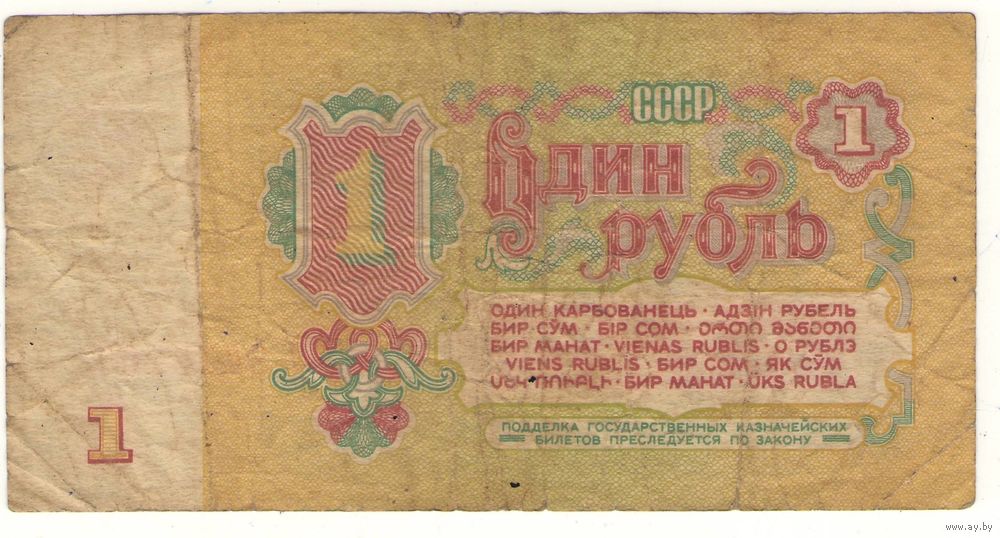 1
СССР
1
Один
рубль
ОДИН КАРБОВАНЕЦЬ · АДЗІН РУБЕЛЬ
БИР СЎМ · БІР СОМ · ᲔᲠᲗᲘ ᲛᲐᲜᲔᲗᲘ
БИР МАНАТ · VIENAS RUBLIS · О РУБЛЭ
VIENS RUBLIS · БИР СОМ · ЯК СЎМ
ՄԵԿ ՌՈՒԲԼԻ · БИР МАНАТ · ÜKS RUBLA
ПОДДЕЛКА ГОСУДАРСТВЕННЫХ КАЗНАЧЕЙСКИХ
БИЛЕТОВ ПРЕСЛЕДУЕТСЯ ПО ЗАКОНУ
1
www.ay.by